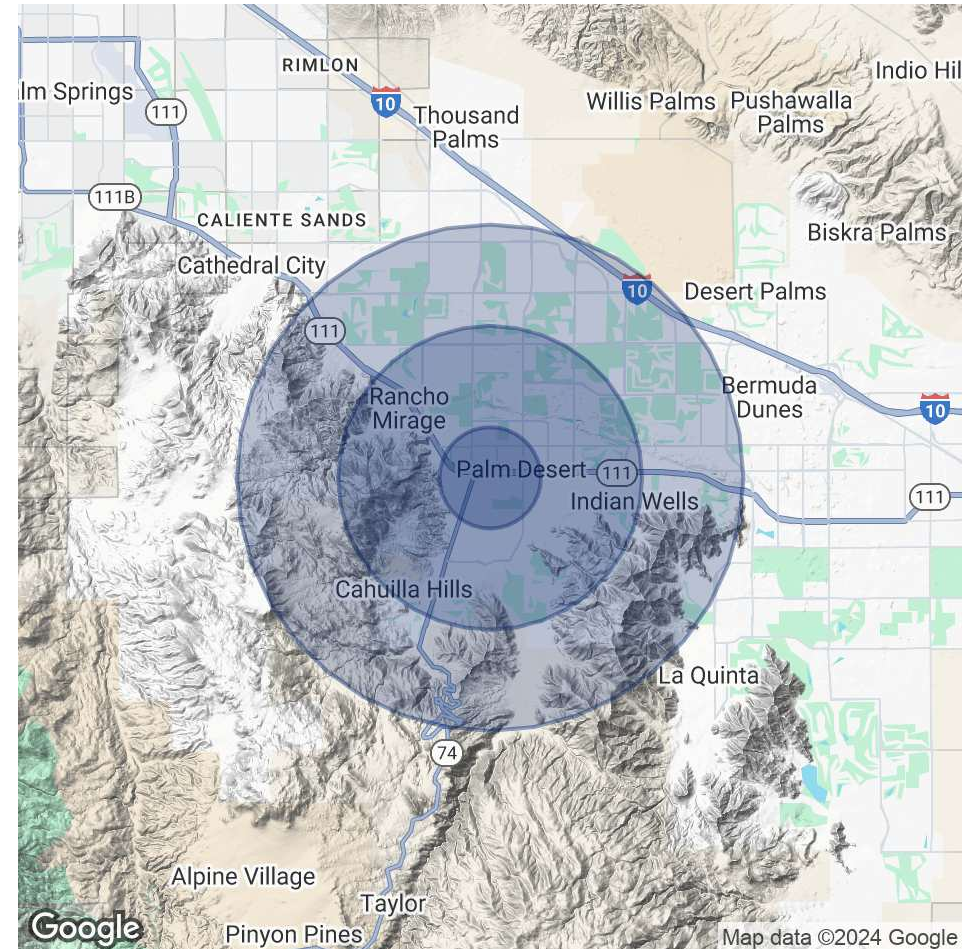 RIMLON
Indio Hil
lm Springs
10
Willis Palms
Pushawalla
Palms
111
Thousand
Palms
111B
CALIENTE SANDS
Biskra Palms
Cathedral City
10
Desert Palms
111
Rancho
Mirage
Bermuda
Dunes
10
Palm Desert
111
111
Indian Wells
Cahuilla Hills
La Quinta
74
Alpine Village
Taylor
Pinyon Pines
Google
Map data ©2024 Google